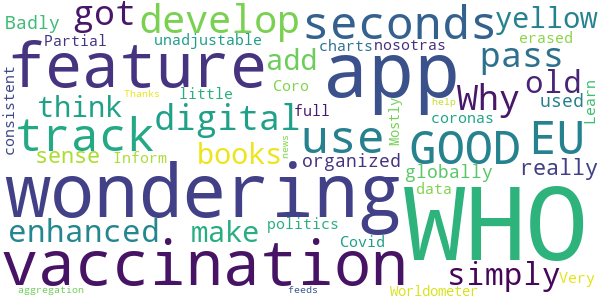 Badly got develop seconds yellow
Partial unadjustable charts nosotras erased
feature add app pass
consistent Thanks Coro little full Why old used Learn
think digital help coronas
track use Mostly GOOD EU
sense Inform books news organized globally really
wondering data WHO
enhanced make politics
Covid
vaccination simply Very
aggregation feeds Worldometer